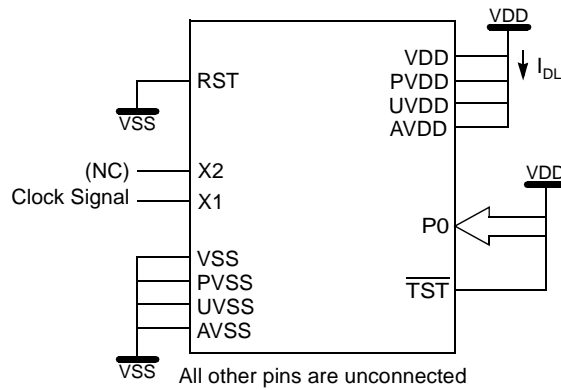 VDD
VDD
PVDD
UVDD
AVDD
IDL
RST
VSS
(NC)
X2
Clock Signal
X1
VDD
P0
TST
VSS
PVSS
UVSS
AVSS
VSS
All other pins are unconnected